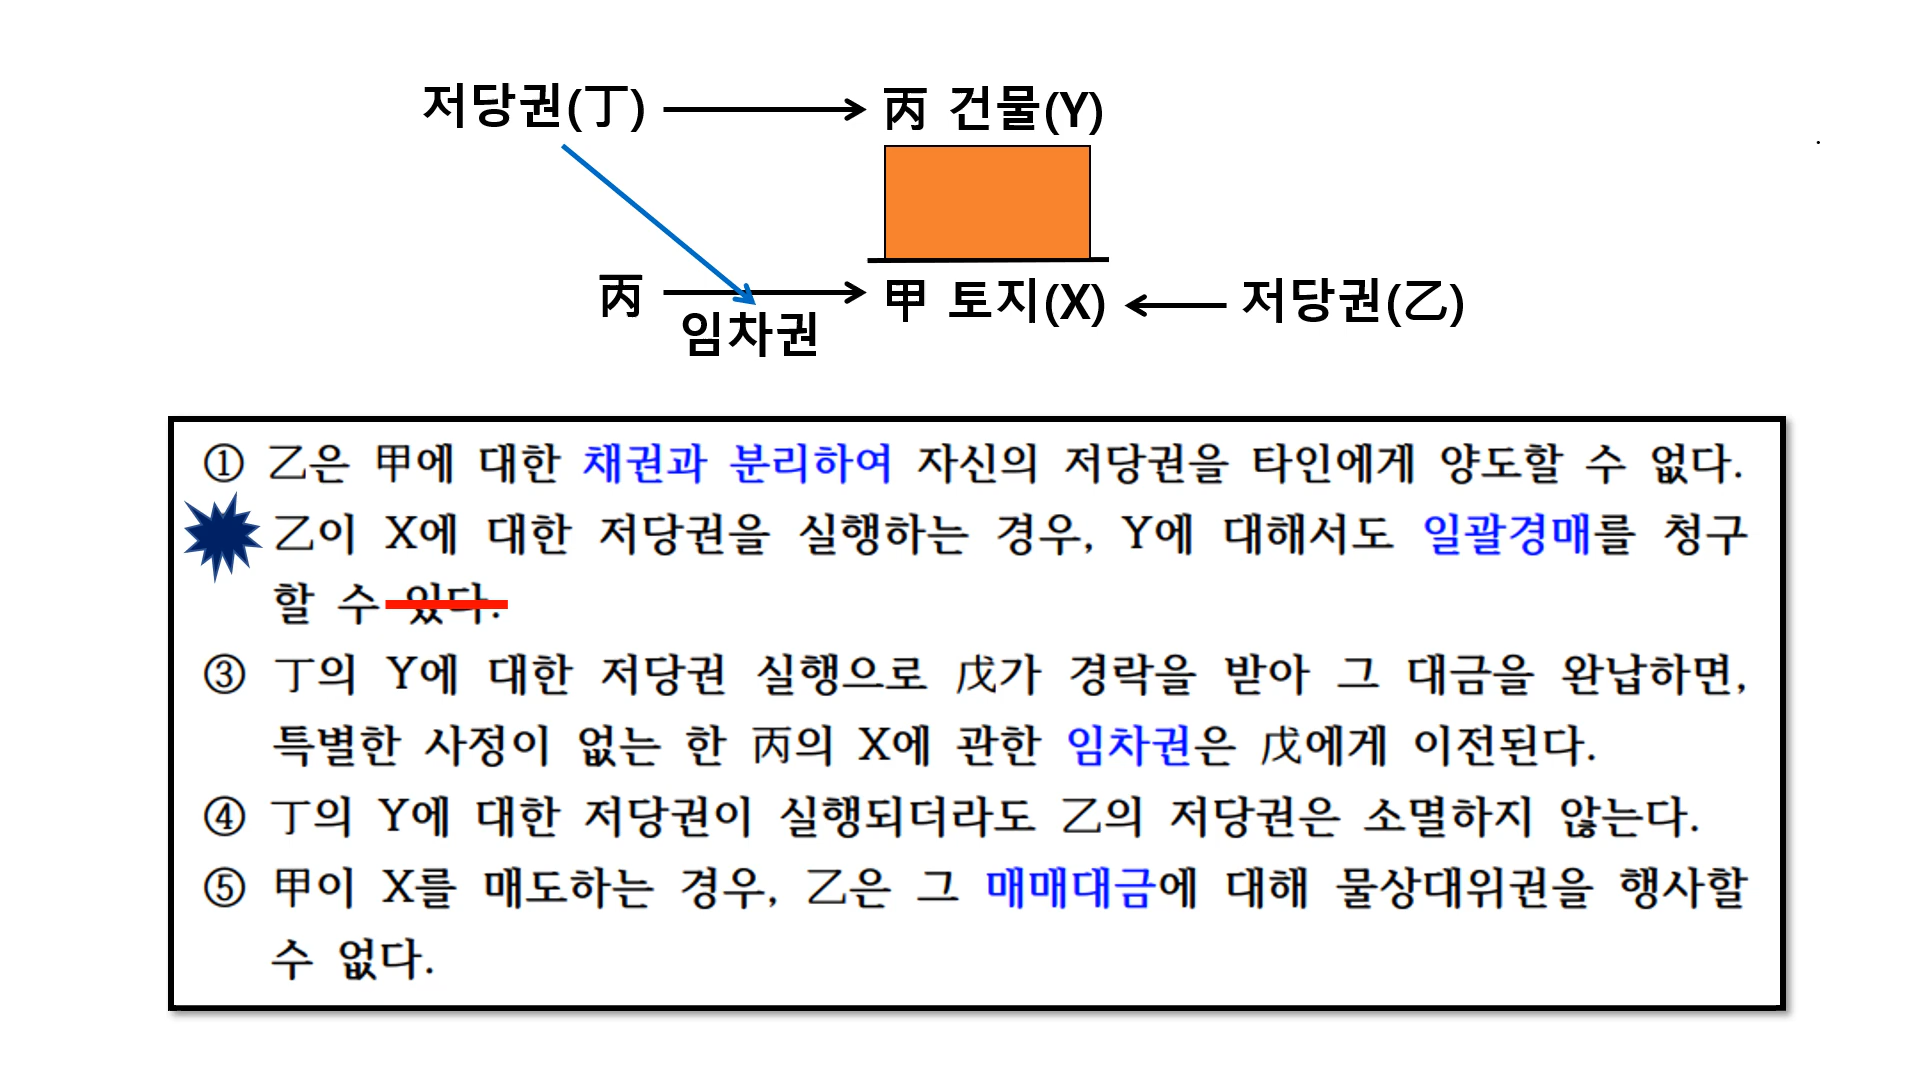 저당권(丁) 丙 건물(Y)
丙 甲 토지(X) 저당권(乙)
임차권
① 乙은 甲에 대한 채권과 분리하여 자신의 저당권을 타인에게 양도할 수 없다.
乙이 X에 대한 저당권을 실행하는 경우, Y에 대해서도 일괄경매를 청구
할 수 있다.
③ 丁의 Y에 대한 저당권 실행으로 戊가 경락을 받아 그 대금을 완납하면,
특별한 사정이 없는 한 丙의 X에 관한 임차권은 戊에게 이전된다.
④ 丁의 Y에 대한 저당권이 실행되더라도 乙의 저당권은 소멸하지 않는다.
⑤ 甲이 X를 매도하는 경우, 乙은 그 매매대금에 대해 물상대위권을 행사할
수 없다.